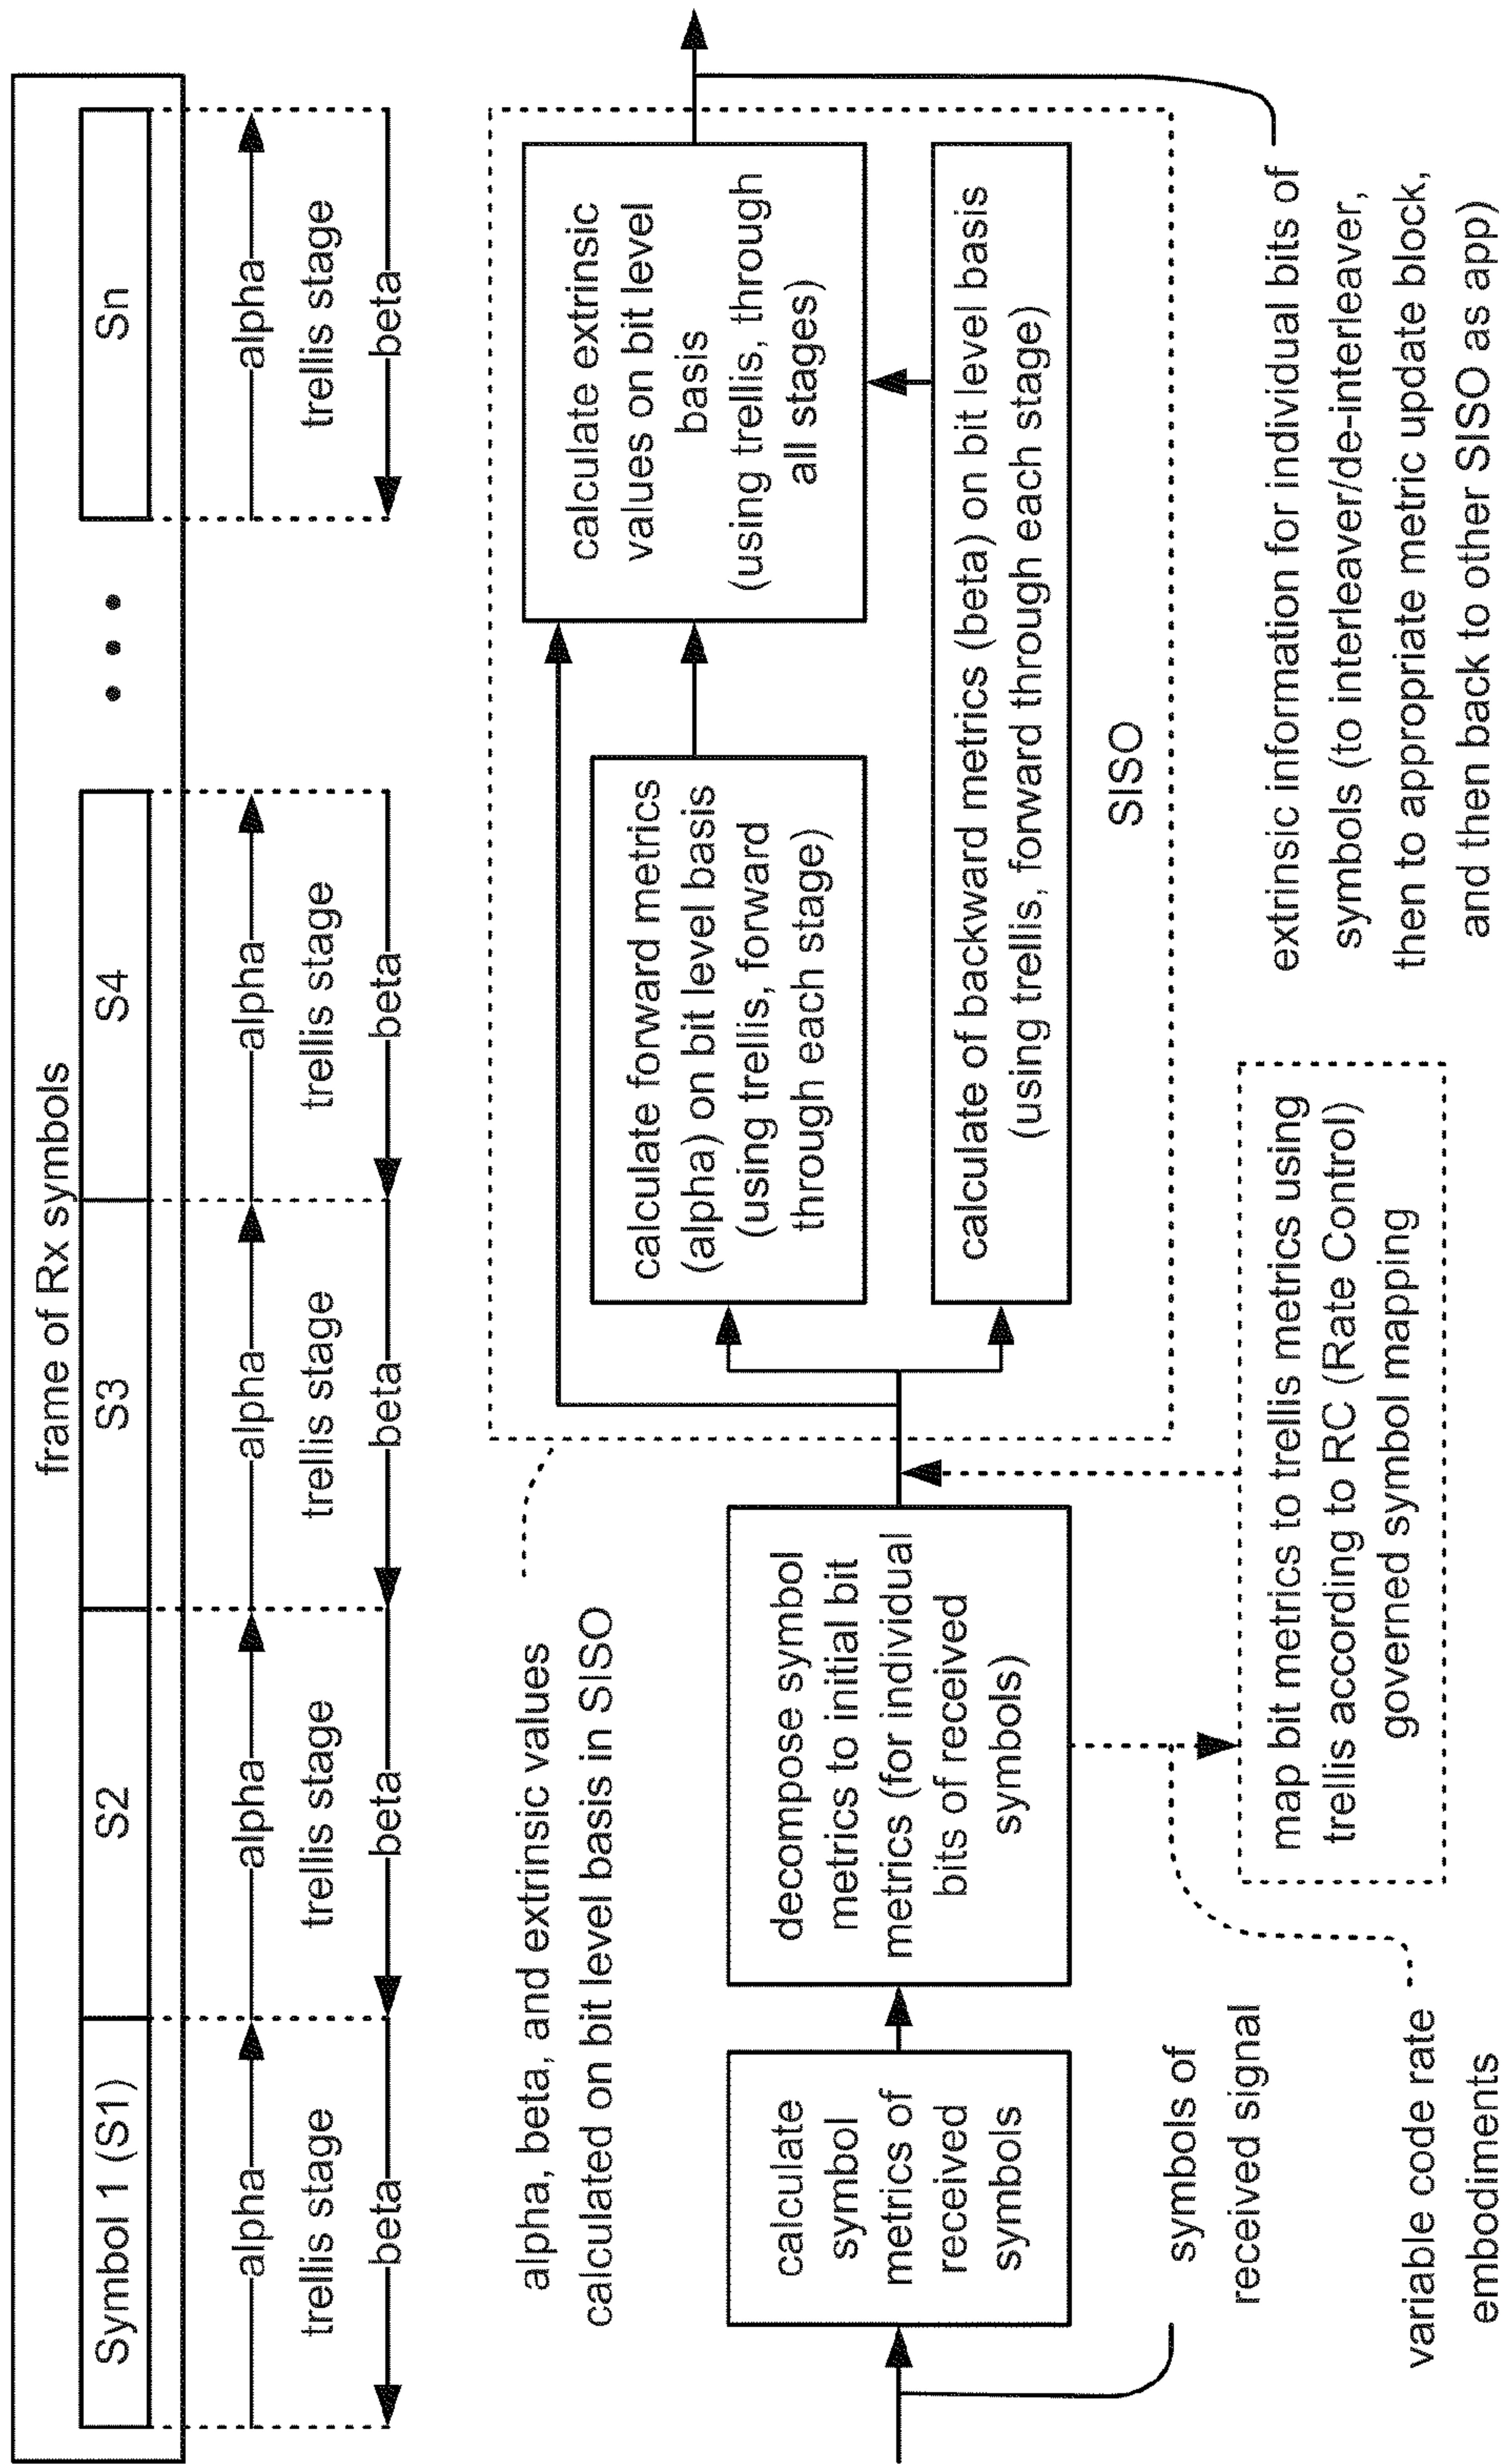 frame of Rx symbols
Symbol 1 (S1)
S2
S3
S4
• • •
Sn
alpha
trellis stage
beta
alpha
trellis stage
beta
alpha
trellis stage
beta
alpha
trellis stage
beta
alpha
trellis stage
beta
alpha, beta, and extrinsic values
calculated on bit level basis in SISO
calculate
symbol
metrics of
received
symbols
decompose symbol
metrics to initial bit
metrics (for individual
bits of received
symbols)
calculate forward metrics
(alpha) on bit level basis
(using trellis, forward
through each stage)
calculate extrinsic
values on bit level
basis
(using trellis, through
all stages)
calculate of backward metrics (beta) on bit level basis
(using trellis, forward through each stage)
SISO
symbols of
received signal
variable code rate
embodiments
map bit metrics to trellis metrics using
trellis according to RC (Rate Control)
governed symbol mapping
extrinsic information for individual bits of
symbols (to interleaver/de-interleaver,
then to appropriate metric update block,
and then back to other SISO as app)